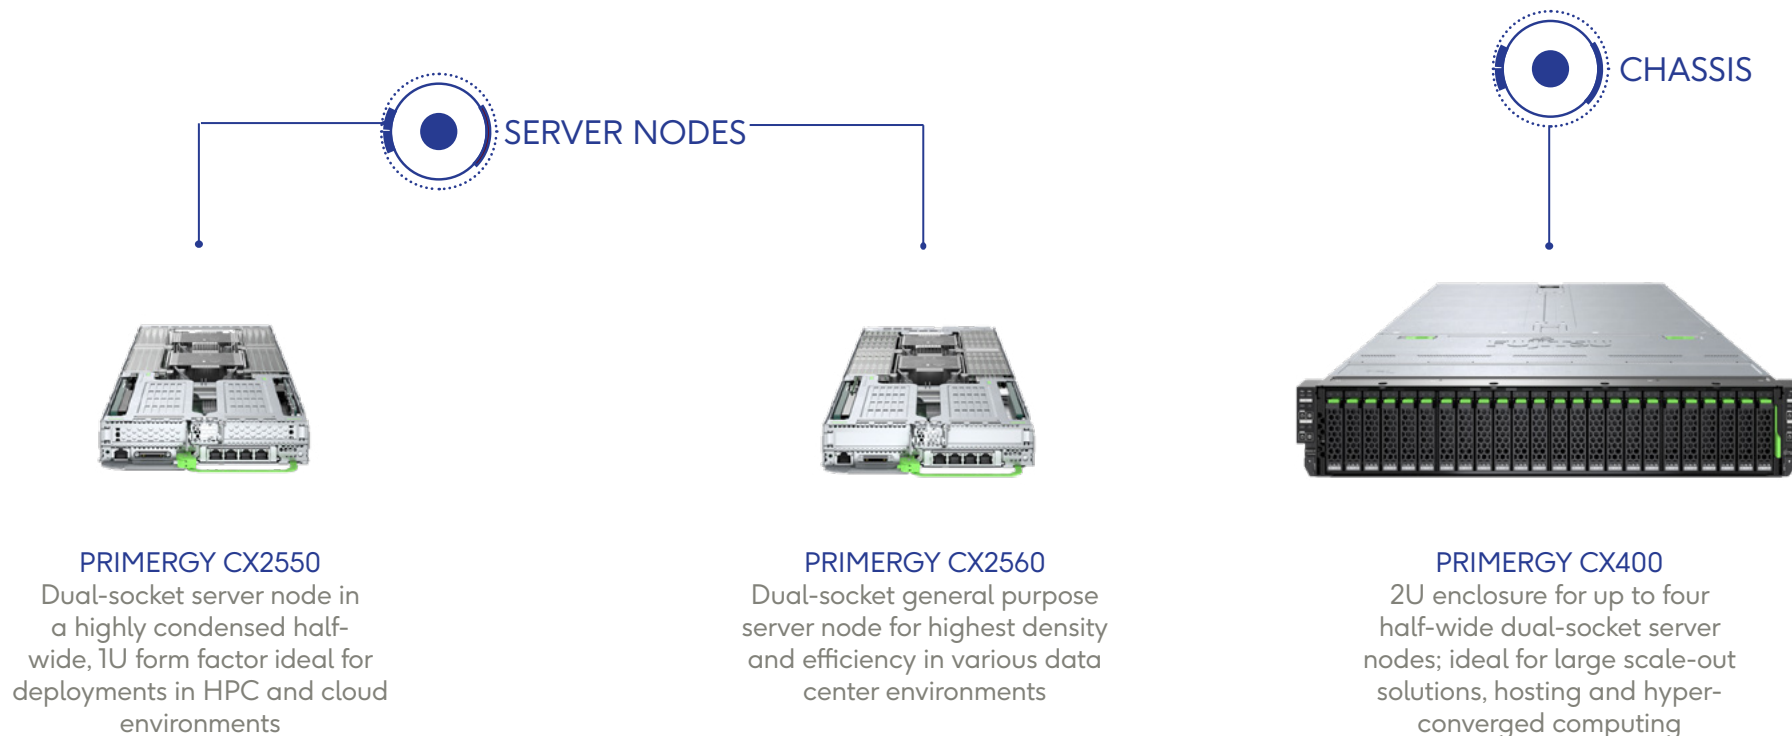 CHASSIS
SERVER NODES
PRIMERGY CX2550
Dual-socket server node in
a highly condensed half-
wide, 1U form factor ideal for
deployments in HPC and cloud
environments
PRIMERGY CX2560
Dual-socket general purpose
server node for highest density
and efficiency in various data
center environments
PRIMERGY CX400
2U enclosure for up to four
half-wide dual-socket server
nodes; ideal for large scale-out
solutions, hosting and hyper-
converged computing